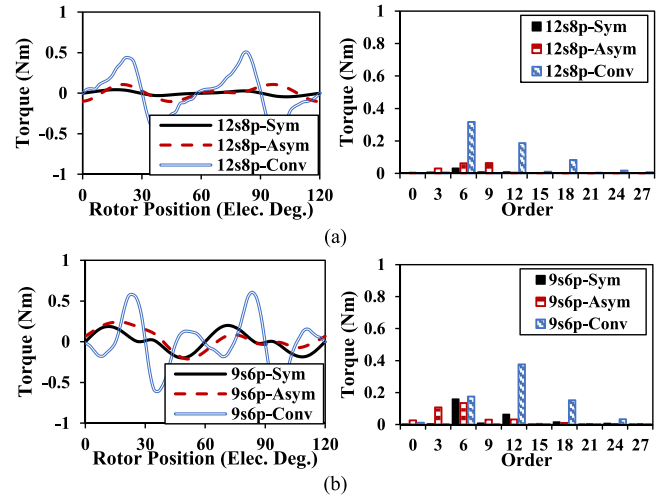 (a)
Torque (Nm)
1
0.5
0
-0.5
-1
0 30 60 90 120
Rotor Position (Elec. Deg.)
12s8p-Sym
12s8p-Asym
12s8p-Conv
Torque (Nm)
1
0.8
0.6
0.4
0.2
0
0 3 6 9 12 15 18 21 24 27
Order
12s8p-Sym
12s8p-Asym
12s8p-Conv
(a)
Torque (Nm)
1
0.5
0
-0.5
-1
0 30 60 90 120
Rotor Position (Elec. Deg.)
9s6p-Sym
9s6p-Asym
9s6p-Conv
Torque (Nm)
1
0.8
0.6
0.4
0.2
0
0 3 6 9 12 15 18 21 24 27
Order
9s6p-Sym
9s6p-Asym
9s6p-Conv
(b)